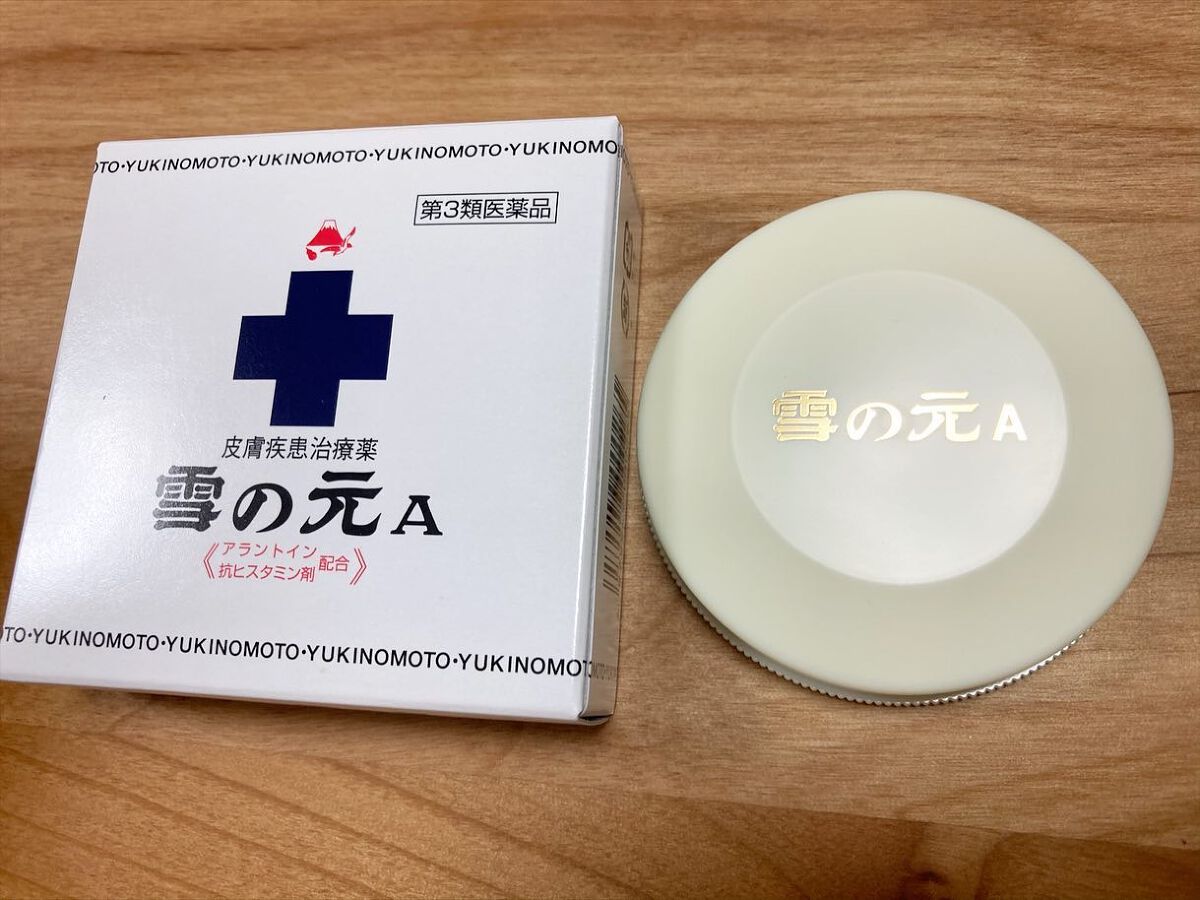 OTO・YUKINOMOTO・YUKINOMOTO・YUKINOMOTO・YUKINOMO
第3類医薬品
皮膚疾患治療薬
雪の元A
《アラントイン
抗ヒスタミン剤 配合》
OTO・YUKINOMOTO・YUKINOMOTO・YUKINOMOTO・YUKINOMOTO
雪の元A